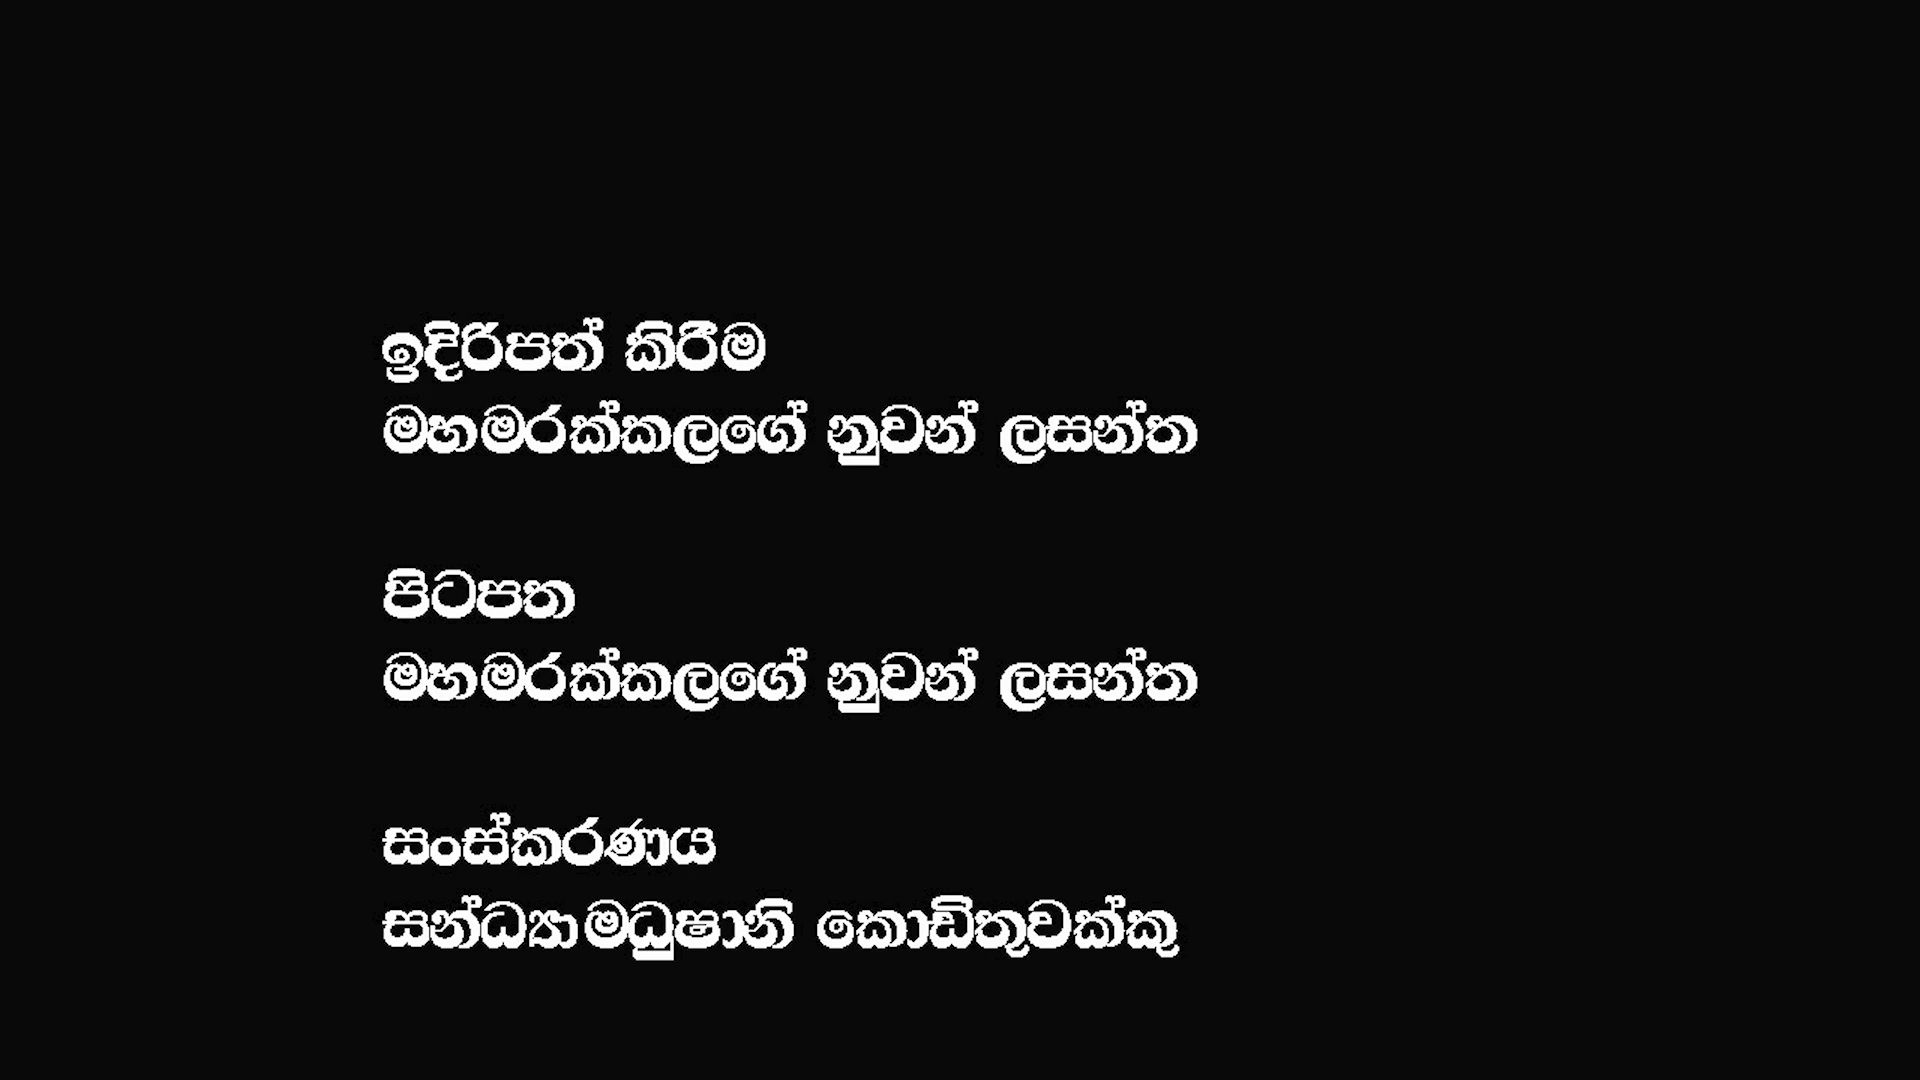 ඉදිරිපත් කිරීම
මහමරක්කලගේ නුවන් ලසන්ත
පිටපත
මහමරක්කලගේ නුවන් ලසන්ත
සංස්කරණය
සන්ධ්‍යාමධුෂානි කොඩිතුවක්කු